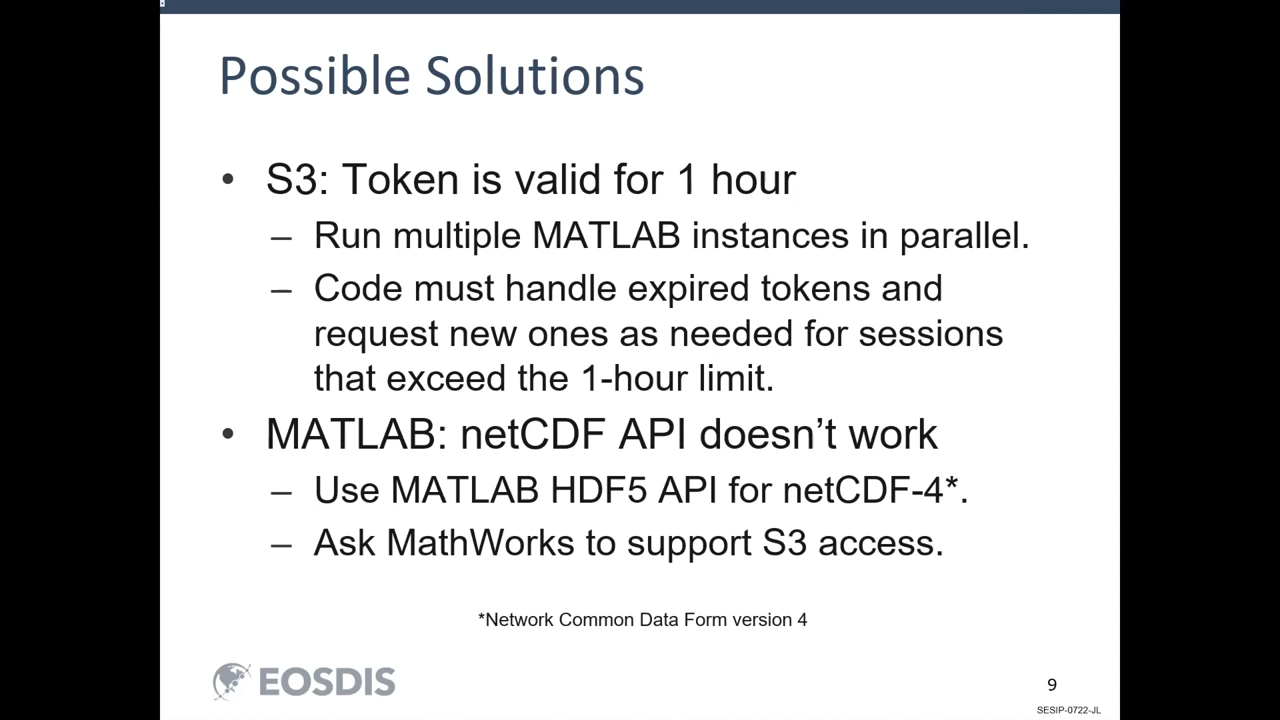 Possible Solutions
• S3: Token is valid for 1 hour
– Run multiple MATLAB instances in parallel.
– Code must handle expired tokens and
request new ones as needed for sessions
that exceed the 1-hour limit.
• MATLAB: netCDF API doesn't work
– Use MATLAB HDF5 API for netCDF-4*.
– Ask MathWorks to support S3 access.
*Network Common Data Form version 4
EOSDIS
9
SESIP-0722-JL